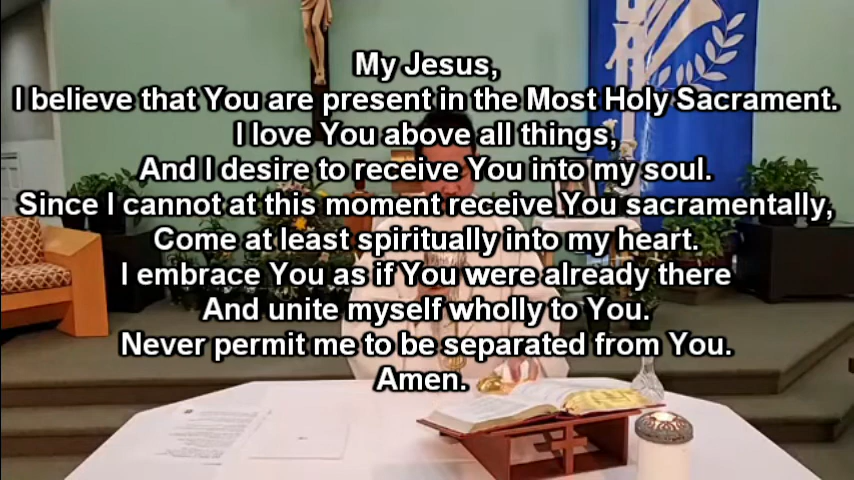 My Jesus,
I believe that You are present in the Most Holy Sacrament.
I love You above all things,
And I desire to receive You into my soul.
Since I cannot at this moment receive You sacramentally,
Come at least spiritually into my heart.
I embrace You as if You were already there
And unite myself wholly to You.
Never permit me to be separated from You.
Amen.